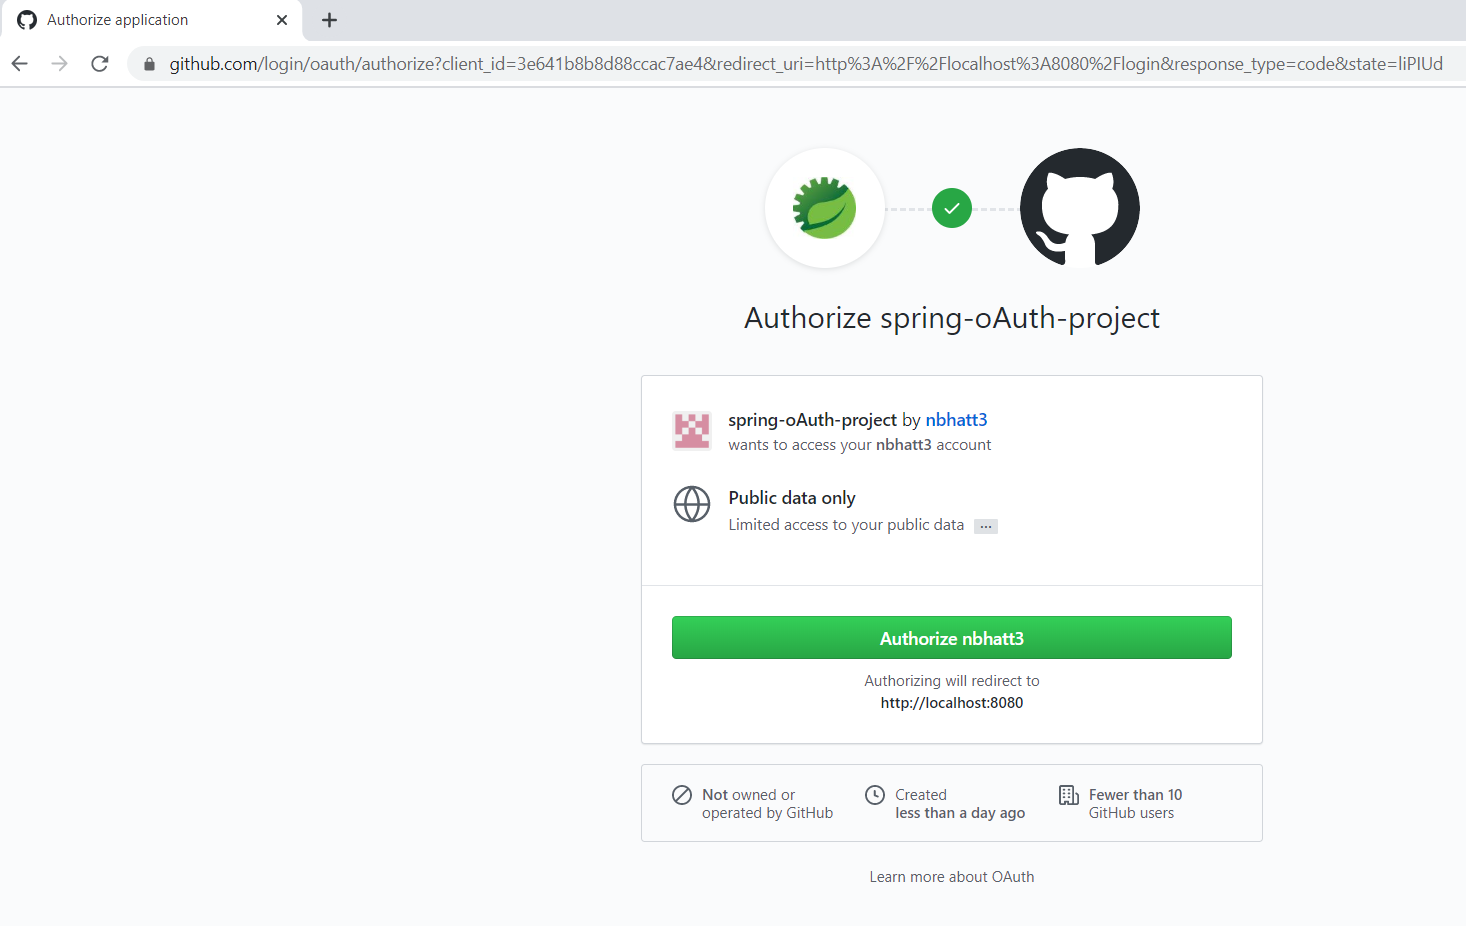 Authorize application
github.com/login/oauth/authorize?client_id=3e641b8b8d88ccac7ae4&redirect_uri=http%3A%2F%2Flocalhost%3A8080%2Flogin&response_type=code&state=liPIUd
Authorize spring-oAuth-project
spring-oAuth-project by nbhatt3
wants to access your nbhatt3 account
Public data only
Limited access to your public data ...
Authorize nbhatt3
Authorizing will redirect to
http://localhost:8080
Not owned or
operated by GitHub
Created
less than a day ago
Fewer than 10
GitHub users
Learn more about OAuth